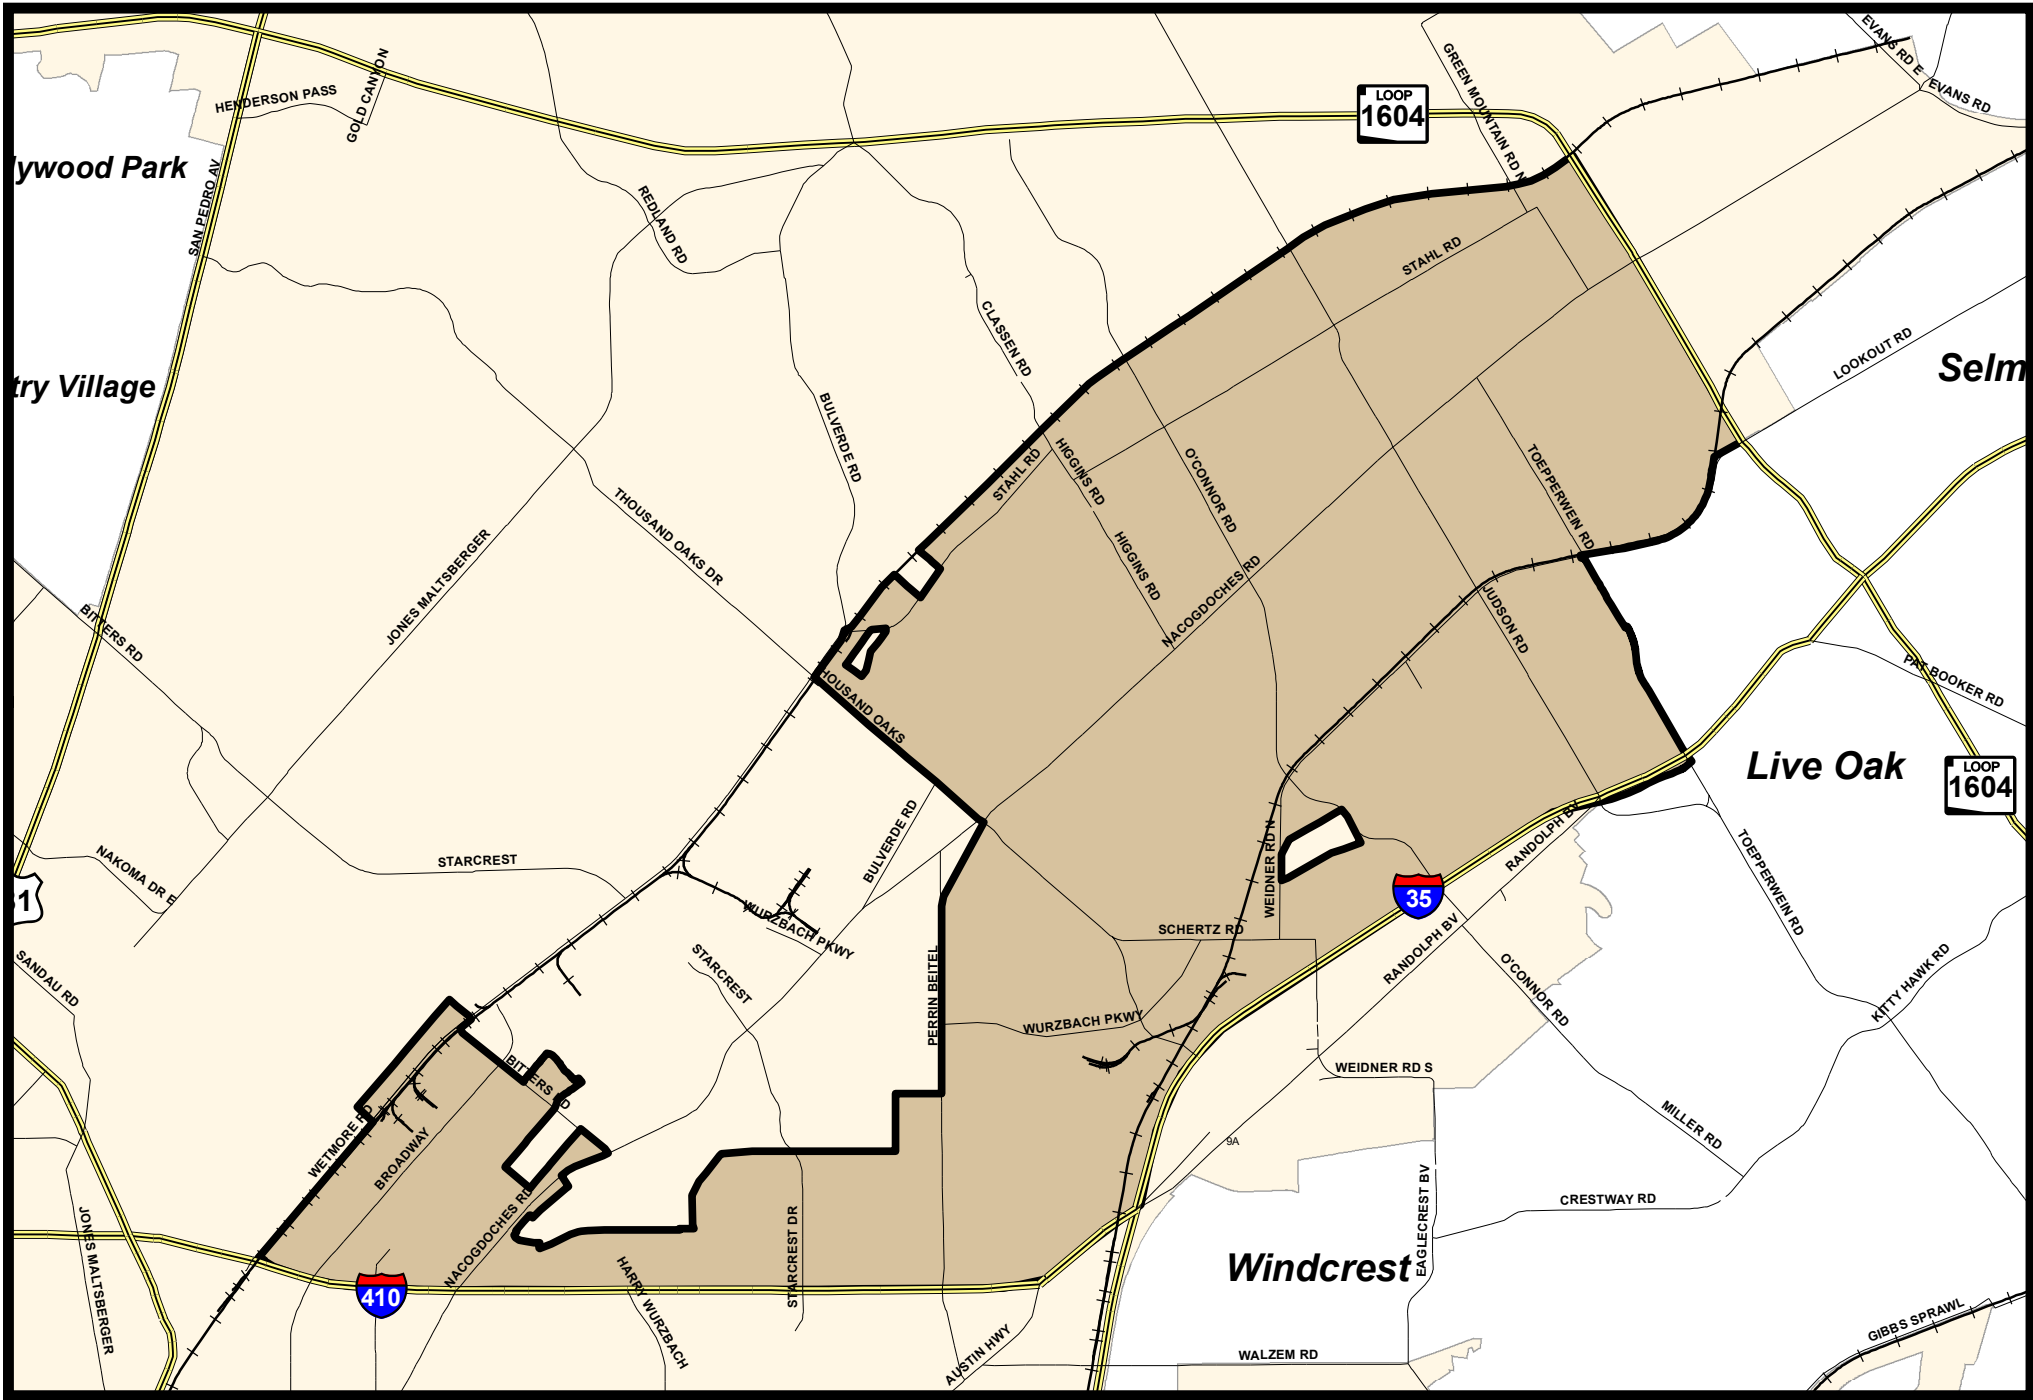 EVANS RD E
EVANS RD
GREEN MOUNTAIN RD N
LOOP
1604
HENDERSON PASS
GOLD CANYON
lywood Park
SAN PEDRO AV
REDLAND RD
STAHL RD
CLASSEN RD
LOOKOUT RD
Selm
try Village
BULVERDE RD
HIGGINS RD
O'CONNOR RD
TOEPPERWEIN RD
STAHL RD
THOUSAND OAKS DR
JONES MALTSBERGER
HIGGINS RD
NACOGDOCHES RD
JUDSON RD
BITTERS RD
PAT BOOKER RD
HOUSAND OAKS
Live Oak
LOOP
1604
BULVERDE RD
RANDOLPH BV
STARCREST
NAKOMA DR E
WEIDNER RD N
35
TOEPPERWEIN RD
31
WURZBACH PKWY
SCHERTZ RD
RANDOLPH BV
STARCREST
PERRIN BEITEL
O'CONNOR RD
KITTY HAWK RD
SANDAU RD
WURZBACH PKWY
BITTERS RD
WEIDNER RD S
WETMORE RD
BROADWAY
MILLER RD
9A
NACOGDOCHES RD
STARCREST DR
EAGLECREST BV
CRESTWAY RD
JONES MALTSBERGER
Windcrest
410
HARRY WURZBACH
AUSTIN HWY
WALZEM RD
GIBBS SPRAWL